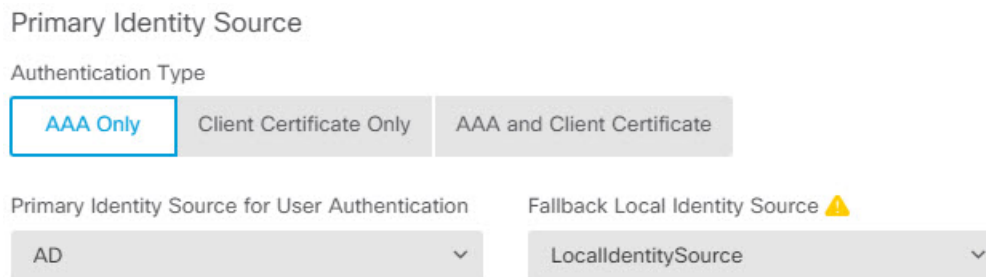 Primary Identity Source
Authentication Type
AAA Only Client Certificate Only AAA and Client Certificate
Primary Identity Source for User Authentication Fallback Local Identity Source
AD LocalIdentitySource